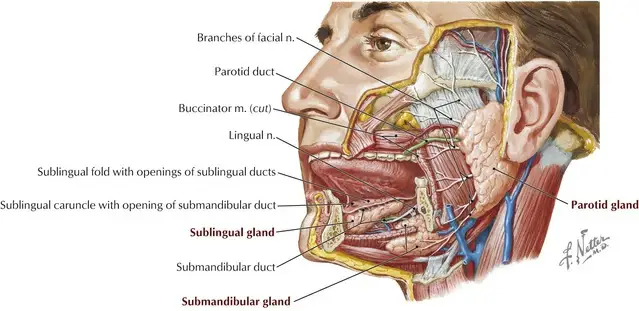 Branches of facial n.
Parotid duct
Buccinator m. (cut)
Lingual n.
Sublingual fold with openings of sublingual ducts
Sublingual caruncle with opening of submandibular duct
Parotid gland
Sublingual gland
Submandibular duct
Submandibular gland
F. Netter
M.D.